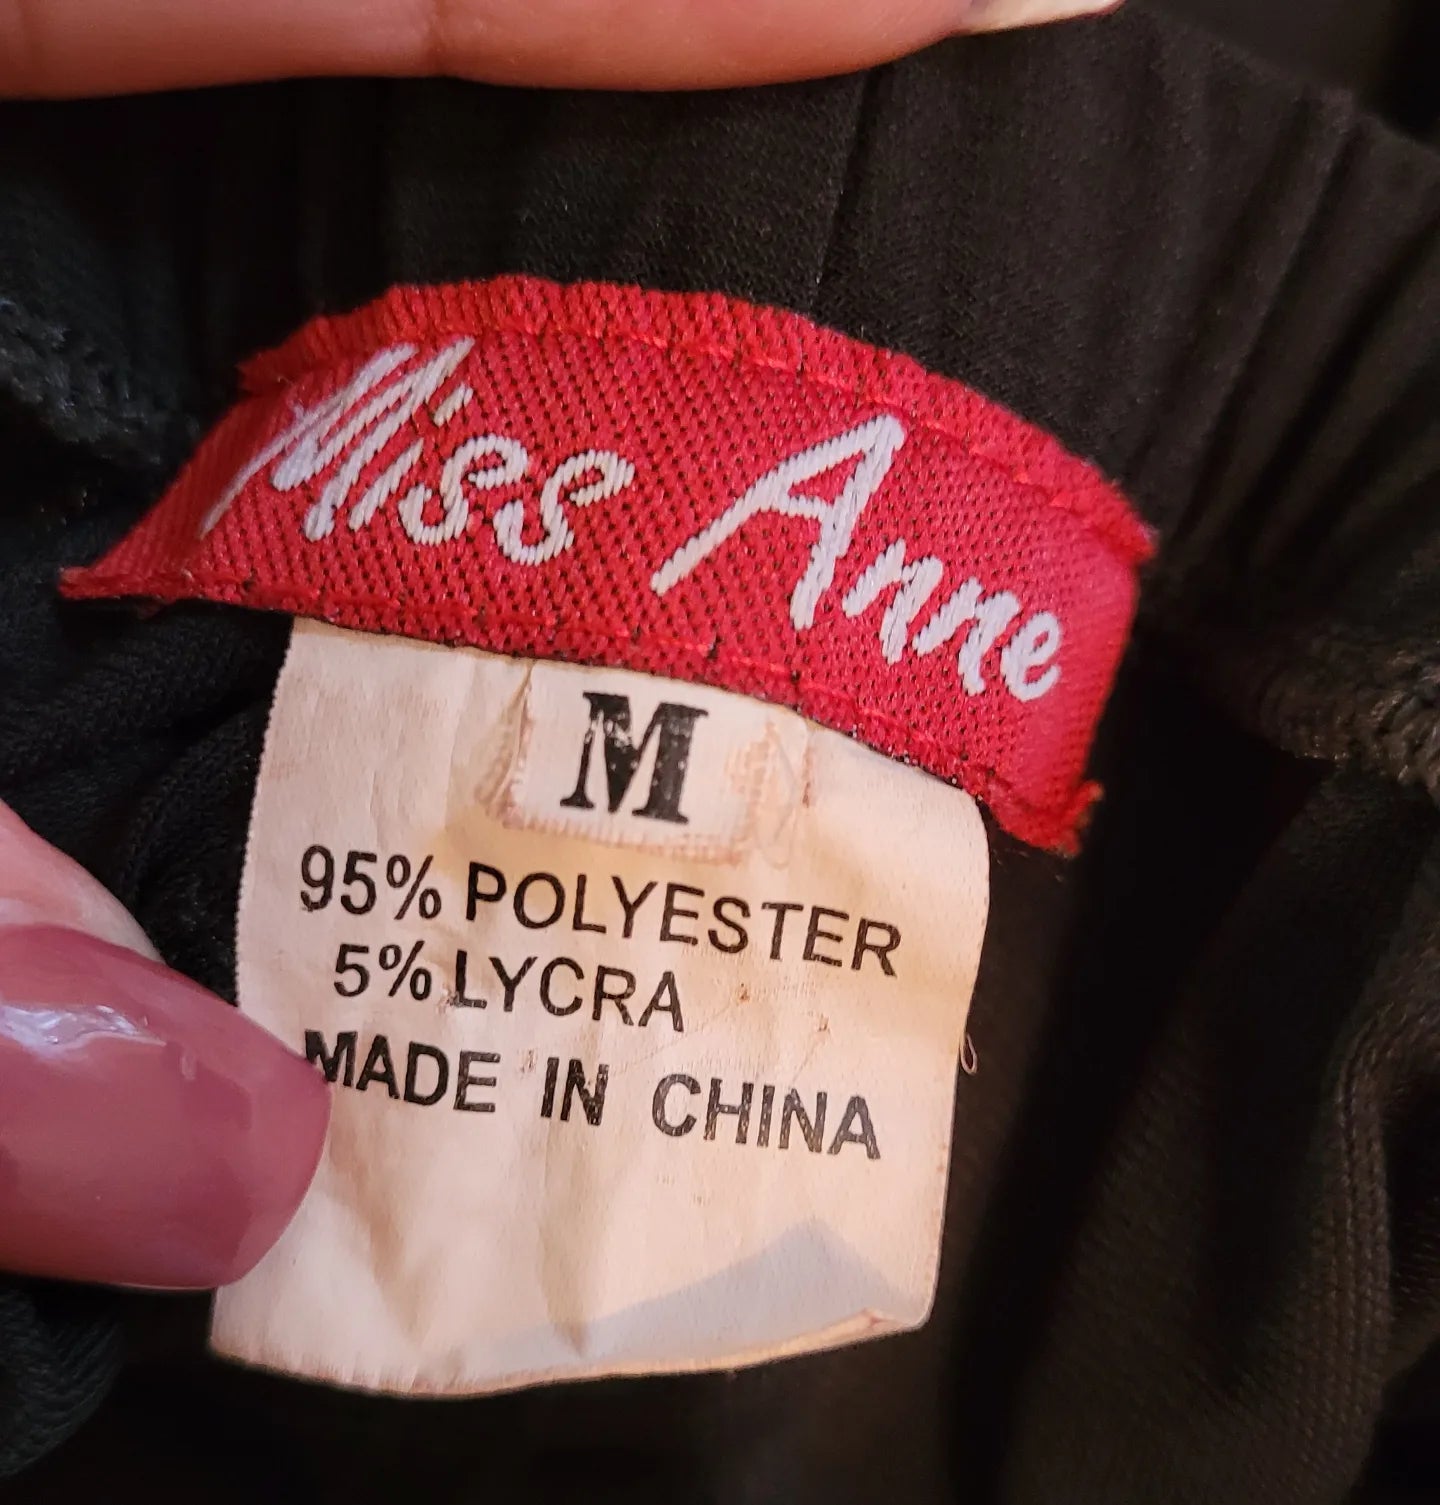 Miss Anne
M
95% POLYESTER
5% LYCRA
MADE IN CHINA